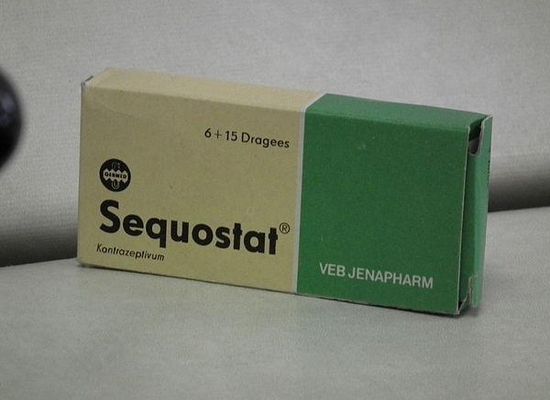 6 + 15 Dragees
GERMED
Sequostat®
Kontrazeptivum
VEB JENAPHARM